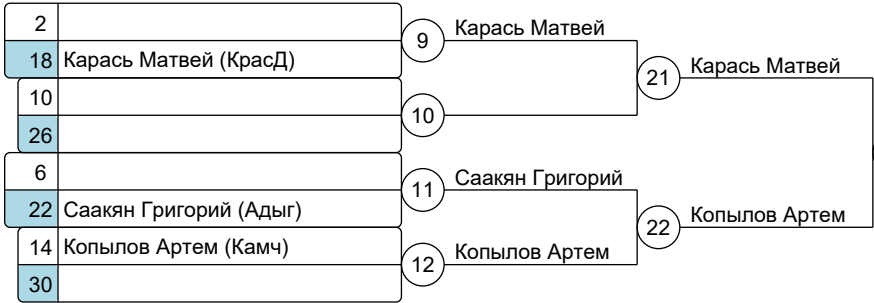 2
9
Карась Матвей
18 Карась Матвей (КрасД)
21
Карась Матвей
10
10
26
6
11
Саакян Григорий
22 Саакян Григорий (Адыг)
22
Копылов Артем
14 Копылов Артем (Камч)
12
Копылов Артем
30